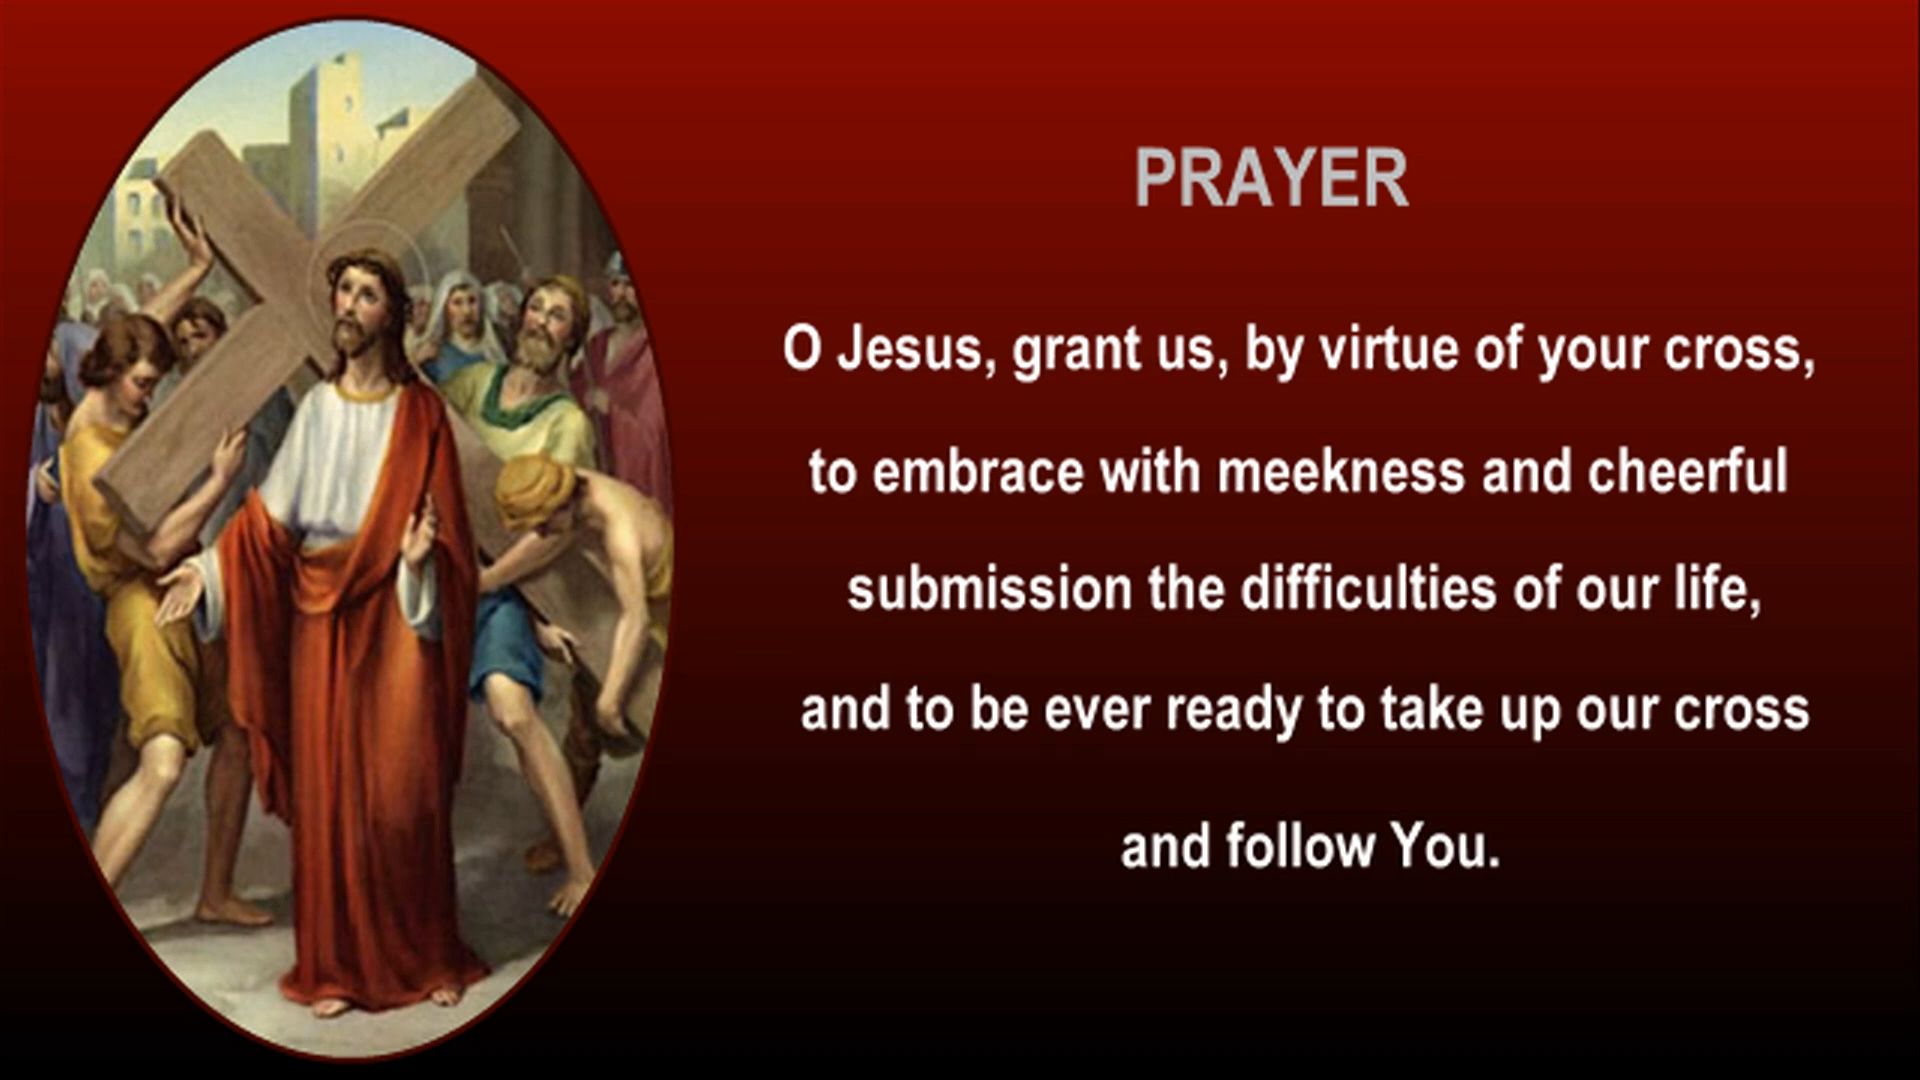 PRAYER
O Jesus, grant us, by virtue of your cross,
to embrace with meekness and cheerful
submission the difficulties of our life,
and to be ever ready to take up our cross
and follow You.